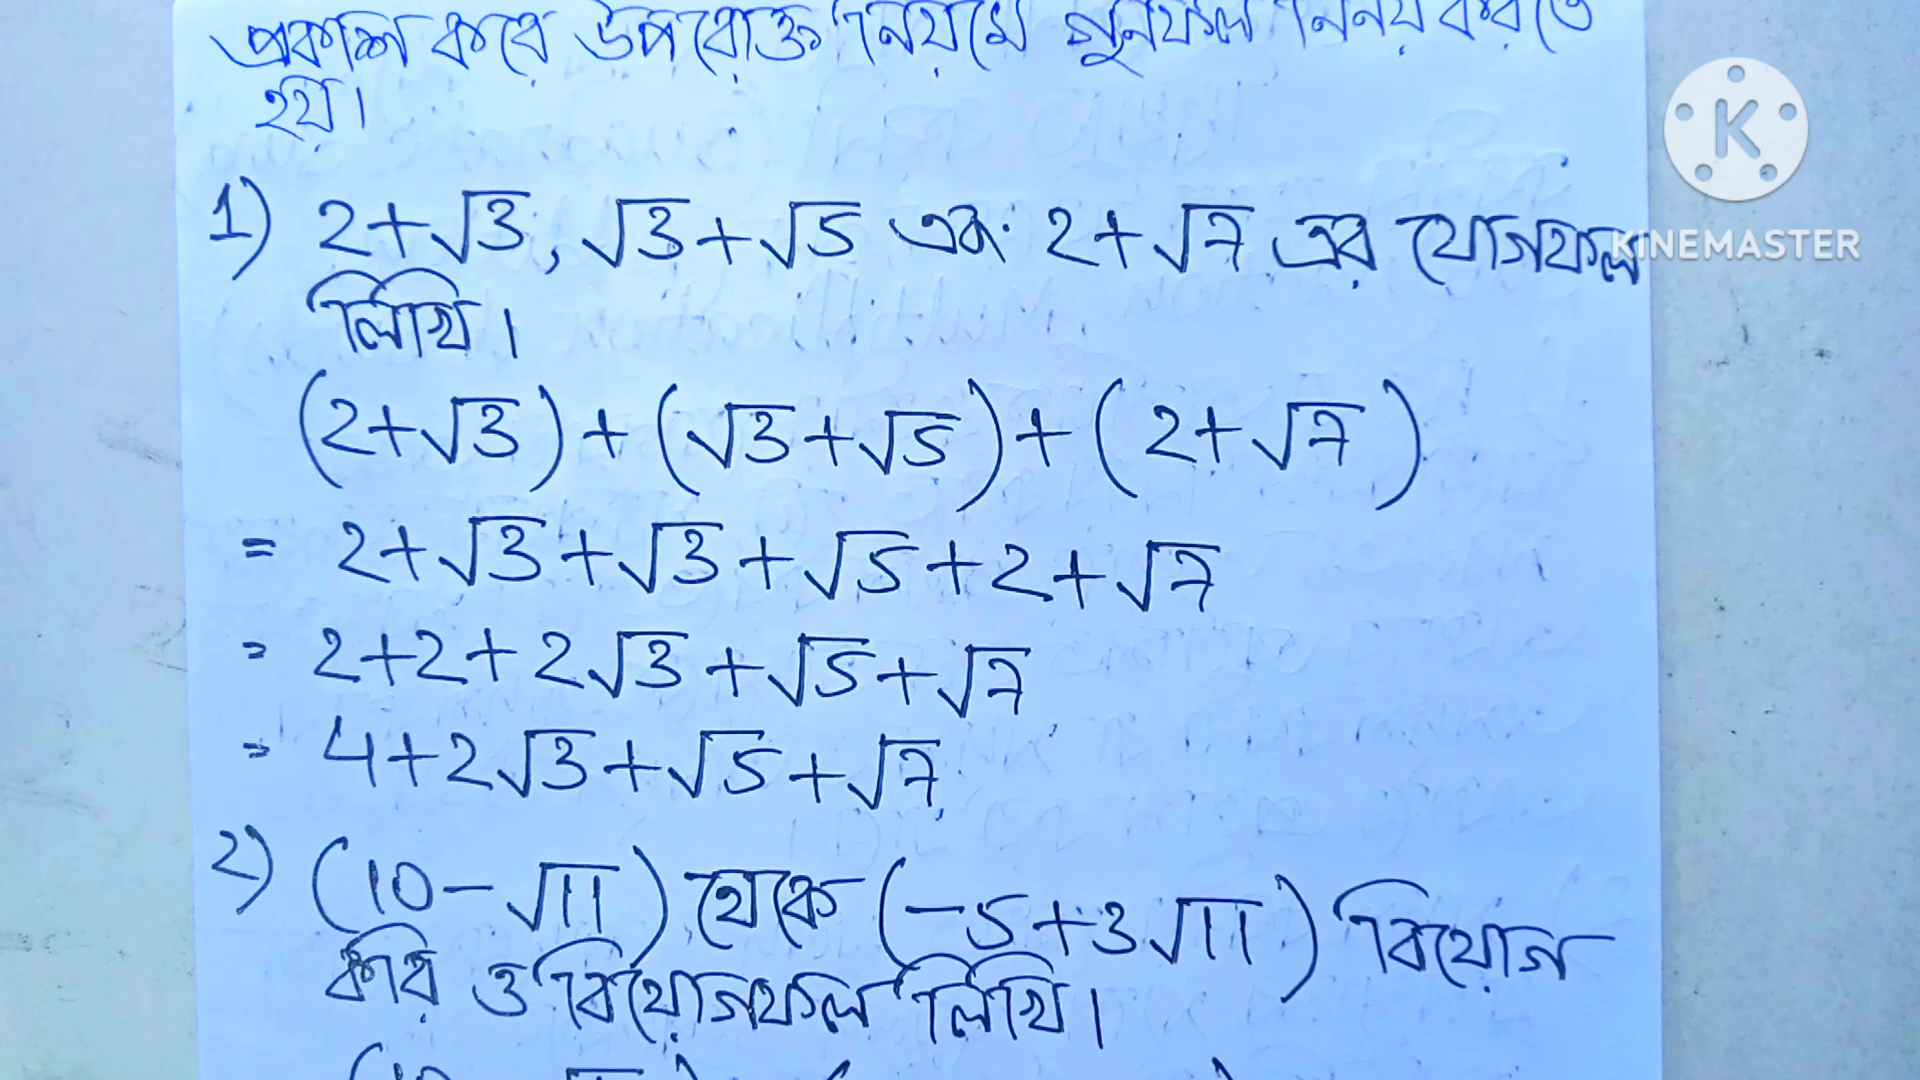 প্রকাশ করে উপরোক্ত নিয়মে গুনফল নির্নয় করতে
হয়।
1) 2+√3, √3+√5 এবং 2+√7 এর যোগফল
লিখি।
(2+√3)+(√3+√5)+(2+√7)
= 2+√3+√3+√5+2+√7
= 2+2+2√3+√5+√7
= 4+2√3+√5+√7
2) (10-√11) থেকে (-5+3√11) বিয়োগ
করি ও বিয়োগফল লিখি।
K
KINEMASTER